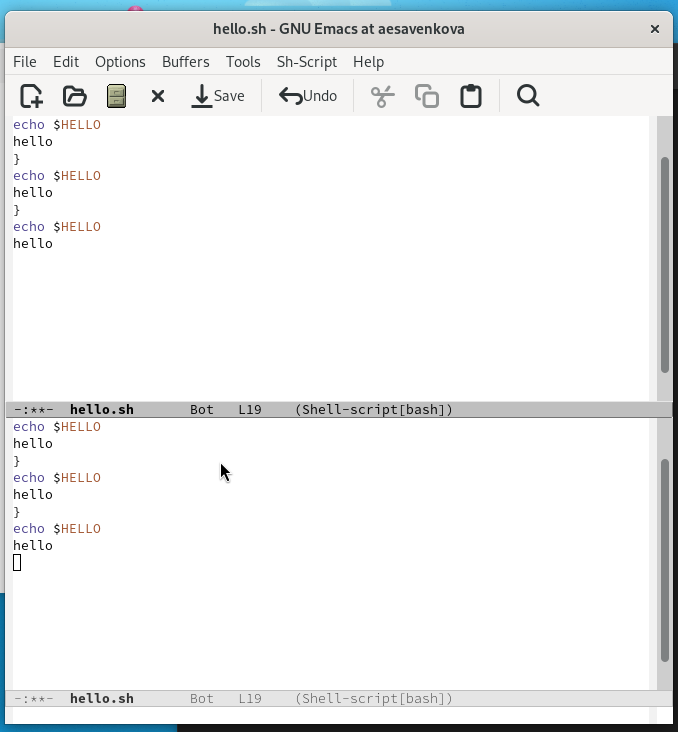 hello.sh - GNU Emacs at aesavenkova
File Edit Options Buffers Tools Sh-Script Help
Save Undo
echo $HELLO
hello
}
echo $HELLO
hello
}
echo $HELLO
hello
-:**- hello.sh Bot L19 (Shell-script[bash])
echo $HELLO
hello
}
echo $HELLO
hello
}
echo $HELLO
hello
-:**- hello.sh Bot L19 (Shell-script[bash])